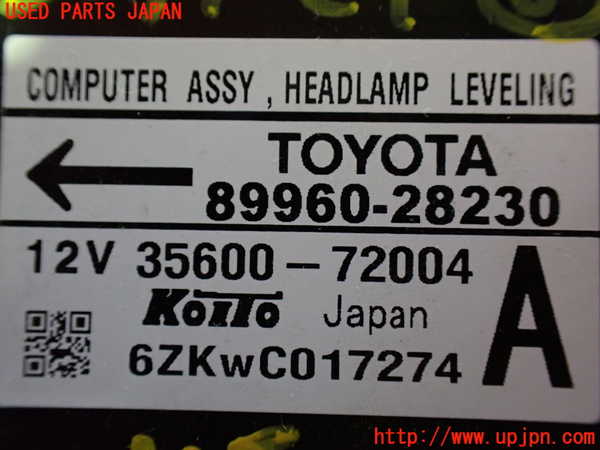 USED PARTS JAPAN
COMPUTER ASSY, HEADLAMP LEVELING
TOYOTA
89960-28230
12V 35600-72004
A
KOITO Japan
6ZKwC017274
http://www.upjpn.com/